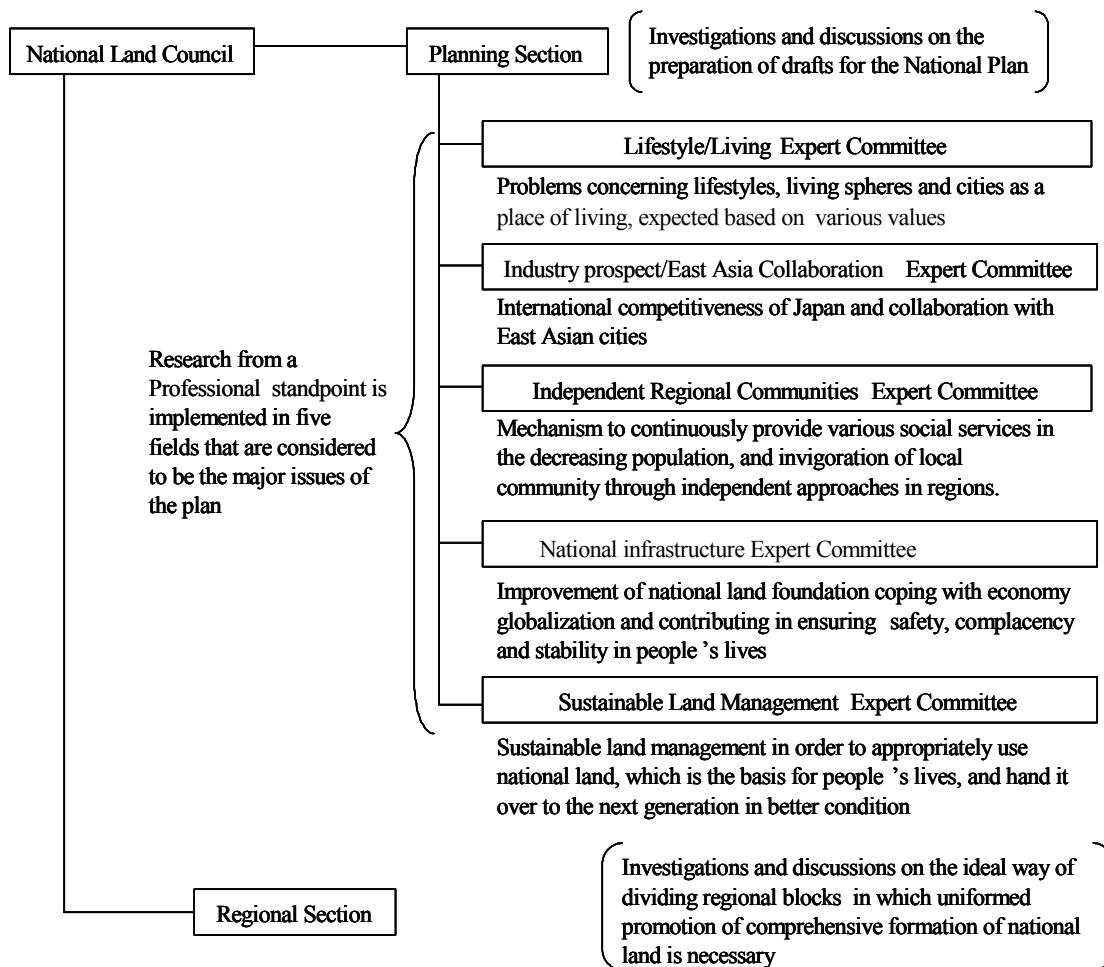 National Land Council
Planning Section
Investigations and discussions on the
preparation of drafts for the National Plan
Lifestyle/Living Expert Committee
Problems concerning lifestyles, living spheres and cities as a
place of living, expected based on various values
Industry prospect/East Asia Collaboration Expert Committee
International competitiveness of Japan and collaboration with
East Asian cities
Research from a
Professional standpoint is
implemented in five
fields that are considered
to be the major issues of
the plan
Independent Regional Communities Expert Committee
Mechanism to continuously provide various social services in
the decreasing population, and invigoration of local
community through independent approaches in regions.
National infrastructure Expert Committee
Improvement of national land foundation coping with economy
globalization and contributing in ensuring safety, complacency
and stability in people 's lives
Sustainable Land Management Expert Committee
Sustainable land management in order to appropriately use
national land, which is the basis for people 's lives, and hand it
over to the next generation in better condition
Regional Section
Investigations and discussions on the ideal way of
dividing regional blocks in which uniformed
promotion of comprehensive formation of national
land is necessary